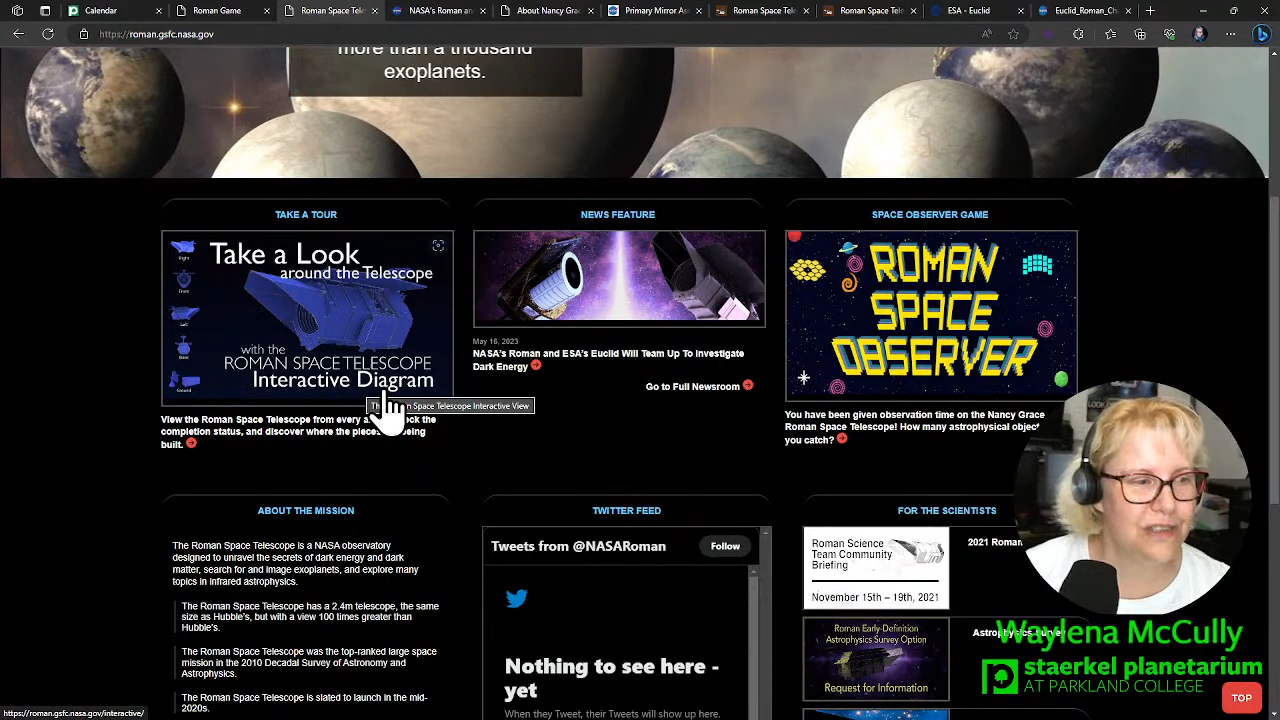 Calendar
Roman Game
Roman Space Tele
NASA's Roman an
About Nancy Grac
Primary Mirror As
Roman Space Tele
Roman Space Tele
ESA - Euclid
Euclid_Roman_Ch
https://roman.gsfc.nasa.gov
more than a thousand
exoplanets.
TAKE A TOUR
Take a Look
around the Telescope
with the
ROMAN SPACE TELESCOPE
Interactive Diagram
Right
Front
Left
Back
Ground
Space Telescope Interactive View
View the Roman Space Telescope from every
completion status, and discover where the pieces
built.
NEWS FEATURE
May 16, 2023
NASA's Roman and ESA's Euclid Will Team Up To Investigate
Dark Energy
Go to Full Newsroom
SPACE OBSERVER GAME
ROMAN
SPACE
OBSERVER
You have been given observation time on the Nancy Grace
Roman Space Telescope! How many astrophysical objec
you catch?
ABOUT THE MISSION
The Roman Space Telescope is a NASA observatory
designed to unravel the secrets of dark energy and dark
matter, search for and image exoplanets, and explore many
topics in infrared astrophysics.
The Roman Space Telescope has a 2.4m telescope, the same
size as Hubble's, but with a view 100 times greater than
Hubble's.
The Roman Space Telescope was the top-ranked large space
mission in the 2010 Decadal Survey of Astronomy and
Astrophysics.
The Roman Space Telescope is slated to launch in the mid-
2020s.
TWITTER FEED
Tweets from @NASARoman
Follow
Nothing to see here -
yet
When they Tweet, their Tweets will show up here.
FOR THE SCIENTISTS
Roman Science
Team Community
Briefing
November 15th – 19th, 2021
2021 Roman
Roman Early-Definition
Astrophysics Survey Option
Request for Information
Astrophysics Survey
Waylena McCully
staerkel planetarium
AT PARKLAND COLLEGE
TOP
https://roman.gsfc.nasa.gov/interactive/